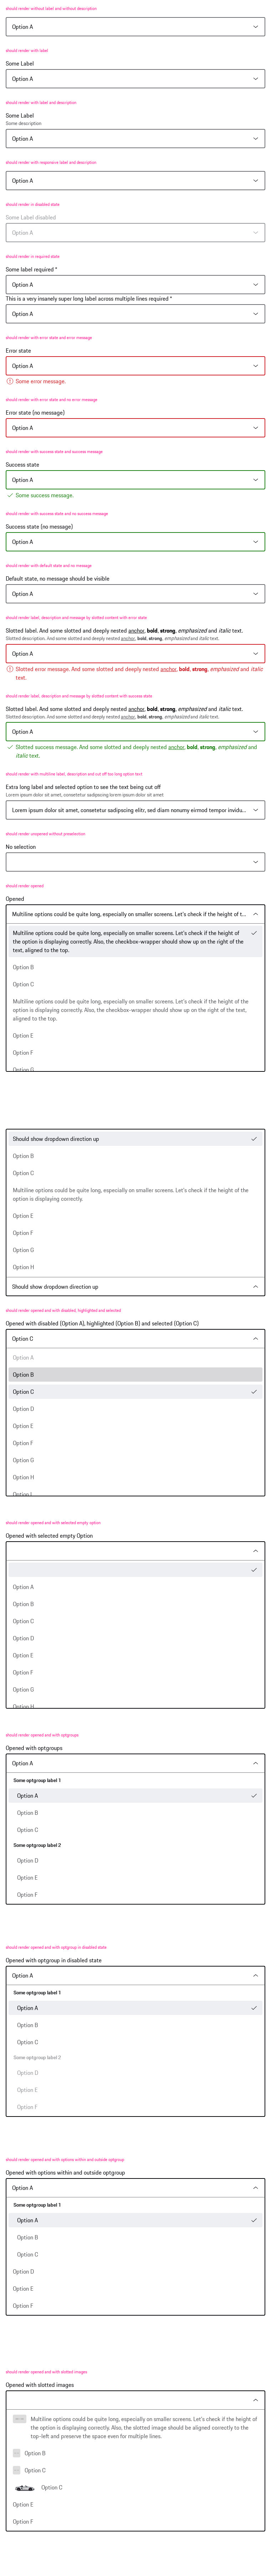 should render without label and without description
Option A
should render with label
Some Label
Option A
should render with label and description
Some Label
Some description
Option A
should render with responsive label and description
Option A
should render in disabled state
Some Label disabled
Option A
should render in required state
Some label required *
Option A
This is a very insanely super long label across multiple lines required *
Option A
should render with error state and error message
Error state
Option A
Some error message.
should render with error state and no error message
Error state (no message)
Option A
should render with success state and success message
Success state
Option A
Some success message.
should render with success state and no success message
Success state (no message)
Option A
should render with default state and no message
Default state, no message should be visible
Option A
should render label, description and message by slotted content with error state
Slotted label. And some slotted and deeply nested anchor, bold, strong, emphasized and italic text.
Slotted description. And some slotted and deeply nested anchor, bold, strong, emphasized and italic text.
Option A
Slotted error message. And some slotted and deeply nested anchor, bold, strong, emphasized and italic
text.
should render label, description and message by slotted content with success state
Slotted label. And some slotted and deeply nested anchor, bold, strong, emphasized and italic text.
Slotted description. And some slotted and deeply nested anchor, bold, strong, emphasized and italic text.
Option A
Slotted success message. And some slotted and deeply nested anchor, bold, strong, emphasized and
italic text.
should render with multiline label, description and cut off too long option text
Extra long label and selected option to see the text being cut off
Lorem ipsum dolor sit amet, consetetur sadipscing lorem ipsum dolor sit amet
Lorem ipsum dolor sit amet, consetetur sadipscing elitr, sed diam nonumy eirmod tempor invidu...
should render unopened without preselection
No selection
should render opened
Opened
Multiline options could be quite long, especially on smaller screens. Let's check if the height of t...
Multiline options could be quite long, especially on smaller screens. Let's check if the height of
the option is displaying correctly. Also, the checkbox-wrapper should show up on the right of the
text, aligned to the top.
Option B
Option C
Multiline options could be quite long, especially on smaller screens. Let's check if the height of
the option is displaying correctly. Also, the checkbox-wrapper should show up on the right of the text,
aligned to the top.
Option E
Option F
Option G
Should show dropdown direction up
Option B
Option C
Multiline options could be quite long, especially on smaller screens. Let's check if the height of the
option is displaying correctly.
Option E
Option F
Option G
Option H
Should show dropdown direction up
should render opened and with disabled, highlighted and selected
Opened with disabled (Option A), highlighted (Option B) and selected (Option C)
Option C
Option A
Option B
Option C
Option D
Option E
Option F
Option G
Option H
Option I
should render opened and with selected empty option
Opened with selected empty Option
Option A
Option B
Option C
Option D
Option E
Option F
Option G
Option H
should render opened and with optgroups
Opened with optgroups
Option A
Some optgroup label 1
Option A
Option B
Option C
Some optgroup label 2
Option D
Option E
Option F
should render opened and with optgroup in disabled state
Opened with optgroup in disabled state
Option A
Some optgroup label 1
Option A
Option B
Option C
Some optgroup label 2
Option D
Option E
Option F
should render opened and with options within and outside optgroup
Opened with options within and outside optgroup
Option A
Some optgroup label 1
Option A
Option B
Option C
Option D
Option E
Option F
should render opened and with slotted images
Opened with slotted images
Multiline options could be quite long, especially on smaller screens. Let's check if the height of
the option is displaying correctly. Also, the slotted image should be aligned correctly to the
top-left and preserve the space even for multiple lines.
Option B
Option C
Option C
Option E
Option F